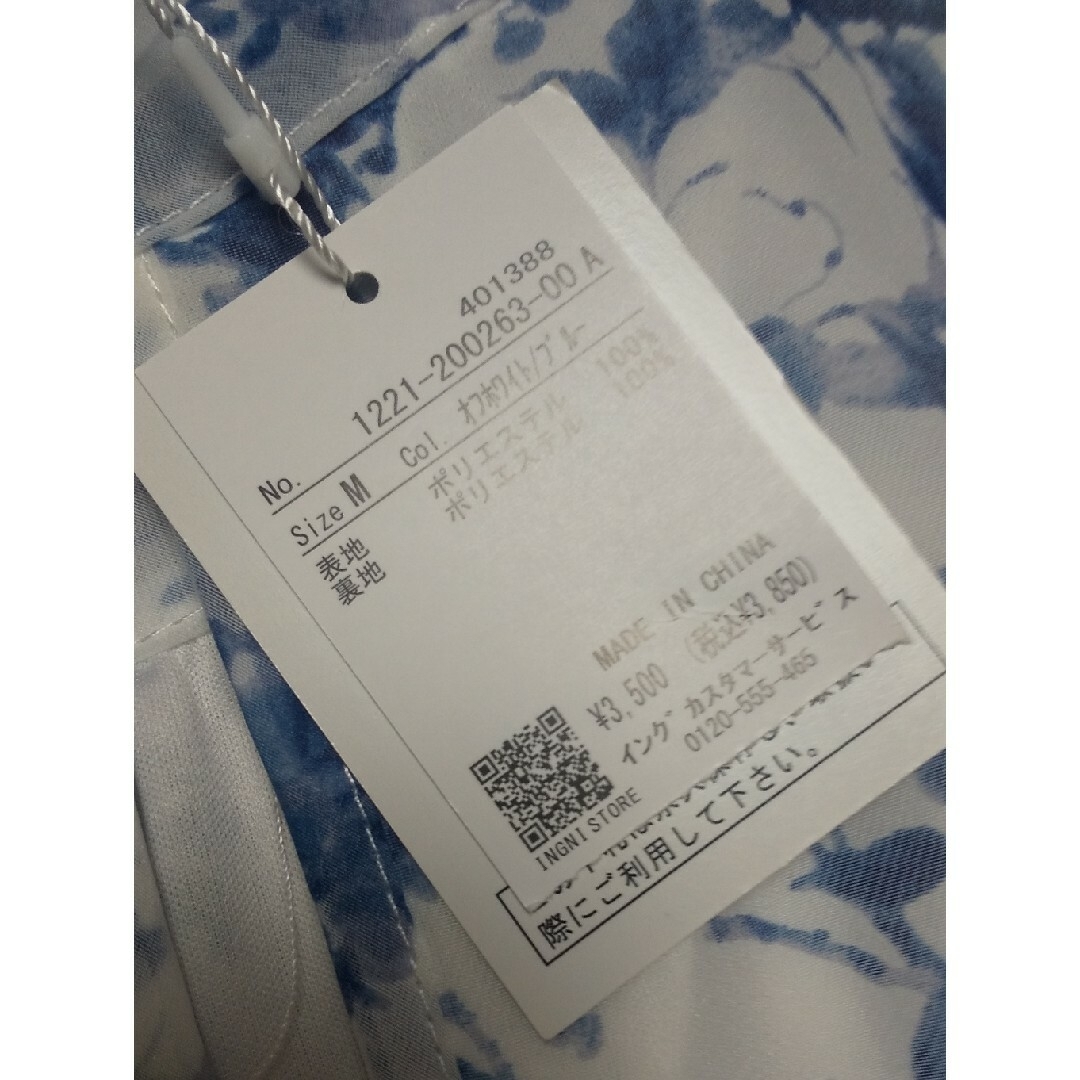 401388
No. 1221-200263-00 A
Size M Col. ｵﾌﾎﾜｲﾄ/ﾌﾞﾙｰ
表地 ポリエステル 100%
裏地 ポリエステル 100%
MADE IN CHINA
¥3,500 (税込¥3,850)
イングﾞカスタマーサービス
0120-555-465
INGNI STORE
際にご利用して下さい。